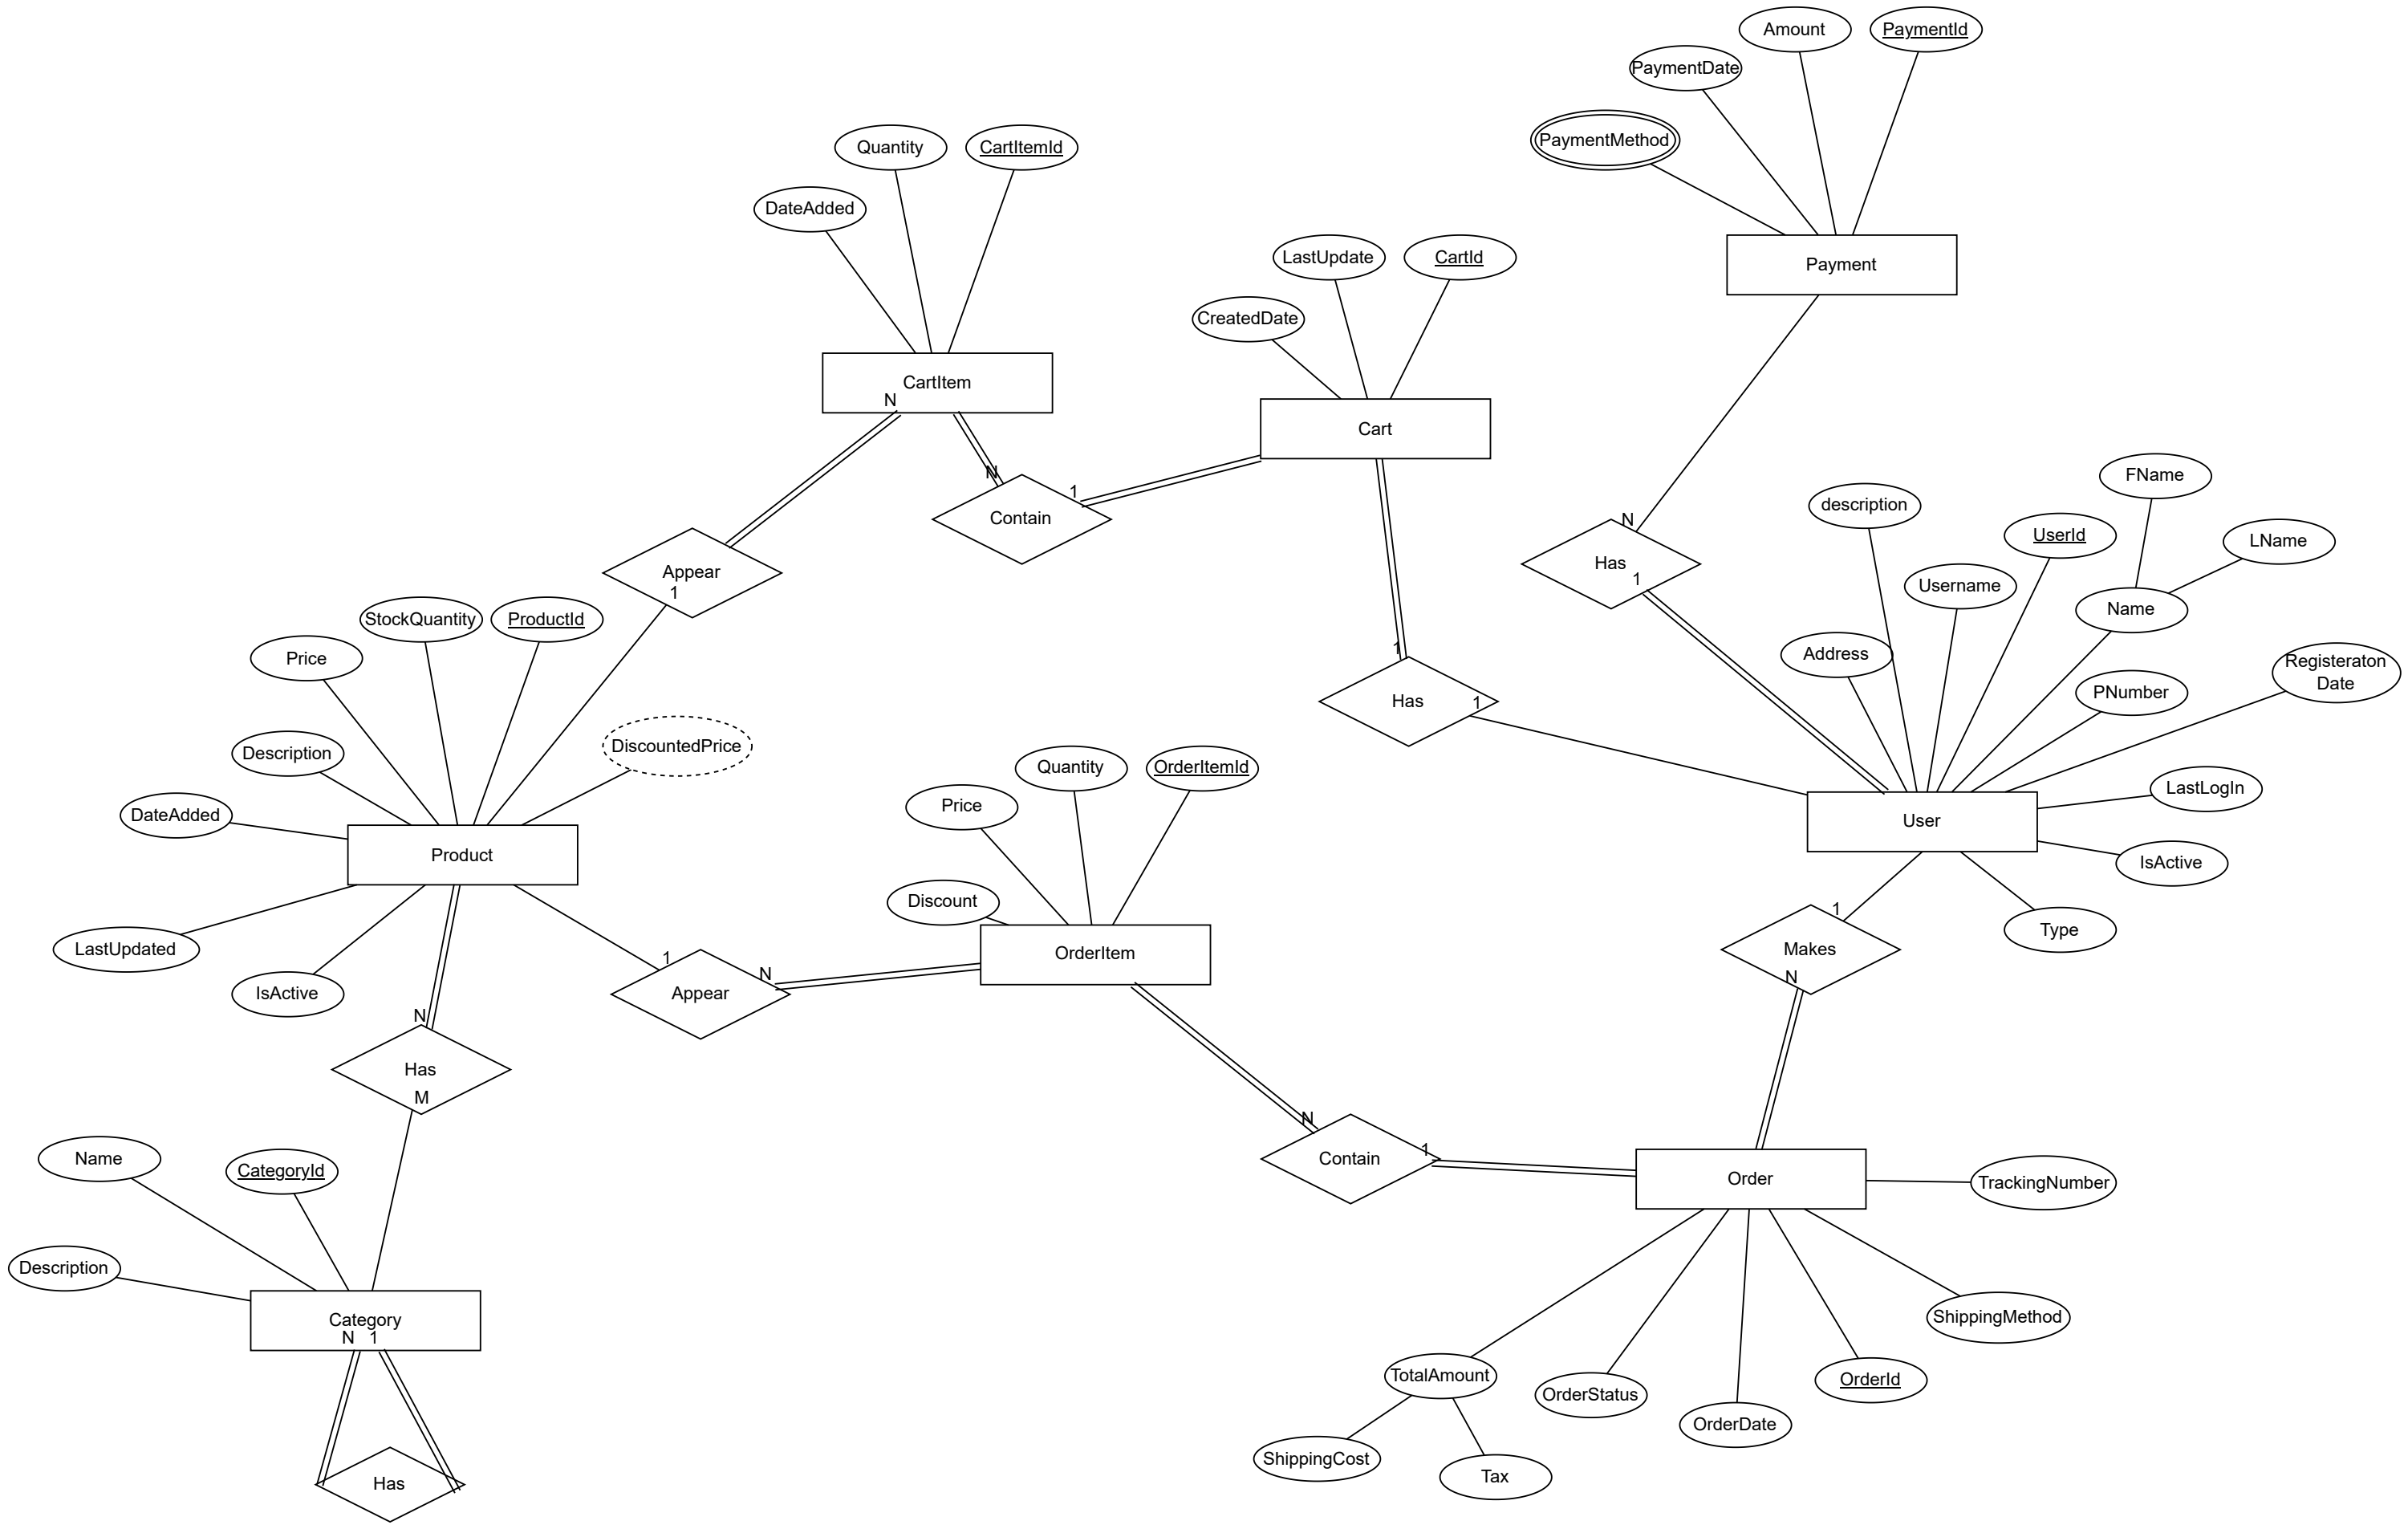 Amount
PaymentId
PaymentDate
PaymentMethod
Payment
Quantity
CartItemId
DateAdded
CartItem
N
N
LastUpdate
CartId
CreatedDate
Cart
Contain
1
Appear
1
N
Has
1
1
Has
1
description
FName
UserId
LName
Username
Name
Address
Registeraton
Date
PNumber
LastLogIn
User
IsActive
Type
StockQuantity
ProductId
Price
DiscountedPrice
Description
DateAdded
Product
LastUpdated
IsActive
Quantity
OrderItemId
Price
Discount
OrderItem
1
Appear
N
1
Makes
N
N
Has
M
N
Contain
1
Order
TrackingNumber
ShippingMethod
OrderId
OrderDate
OrderStatus
TotalAmount
ShippingCost
Tax
Name
CategoryId
Description
Category
N
1
Has